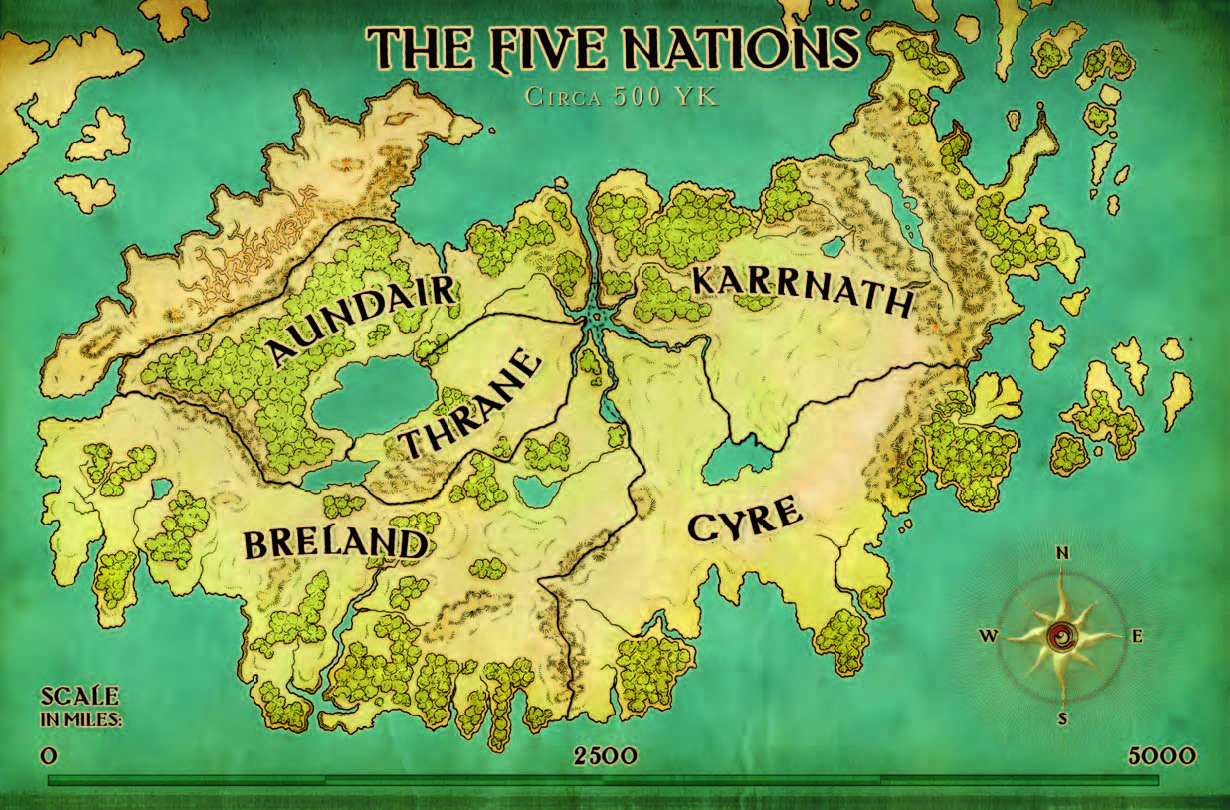 THE FIVE NATIONS
CIRCA 500 YK
KARRNATH
AUNDAIR
THRANE
CYRE
BRELAND
N
W
E
S
SCALE
IN MILES:
0 2500 5000